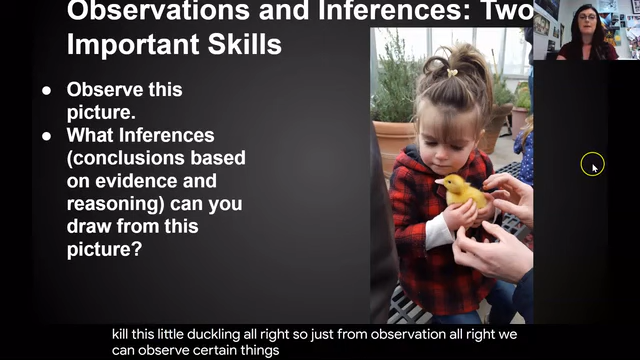 Observations and Inferences: Two
Important Skills
● Observe this
picture.
● What Inferences
(conclusions based
on evidence and
reasoning) can you
draw from this
picture?
kill this little duckling all right so just from observation all right we
can observe certain things